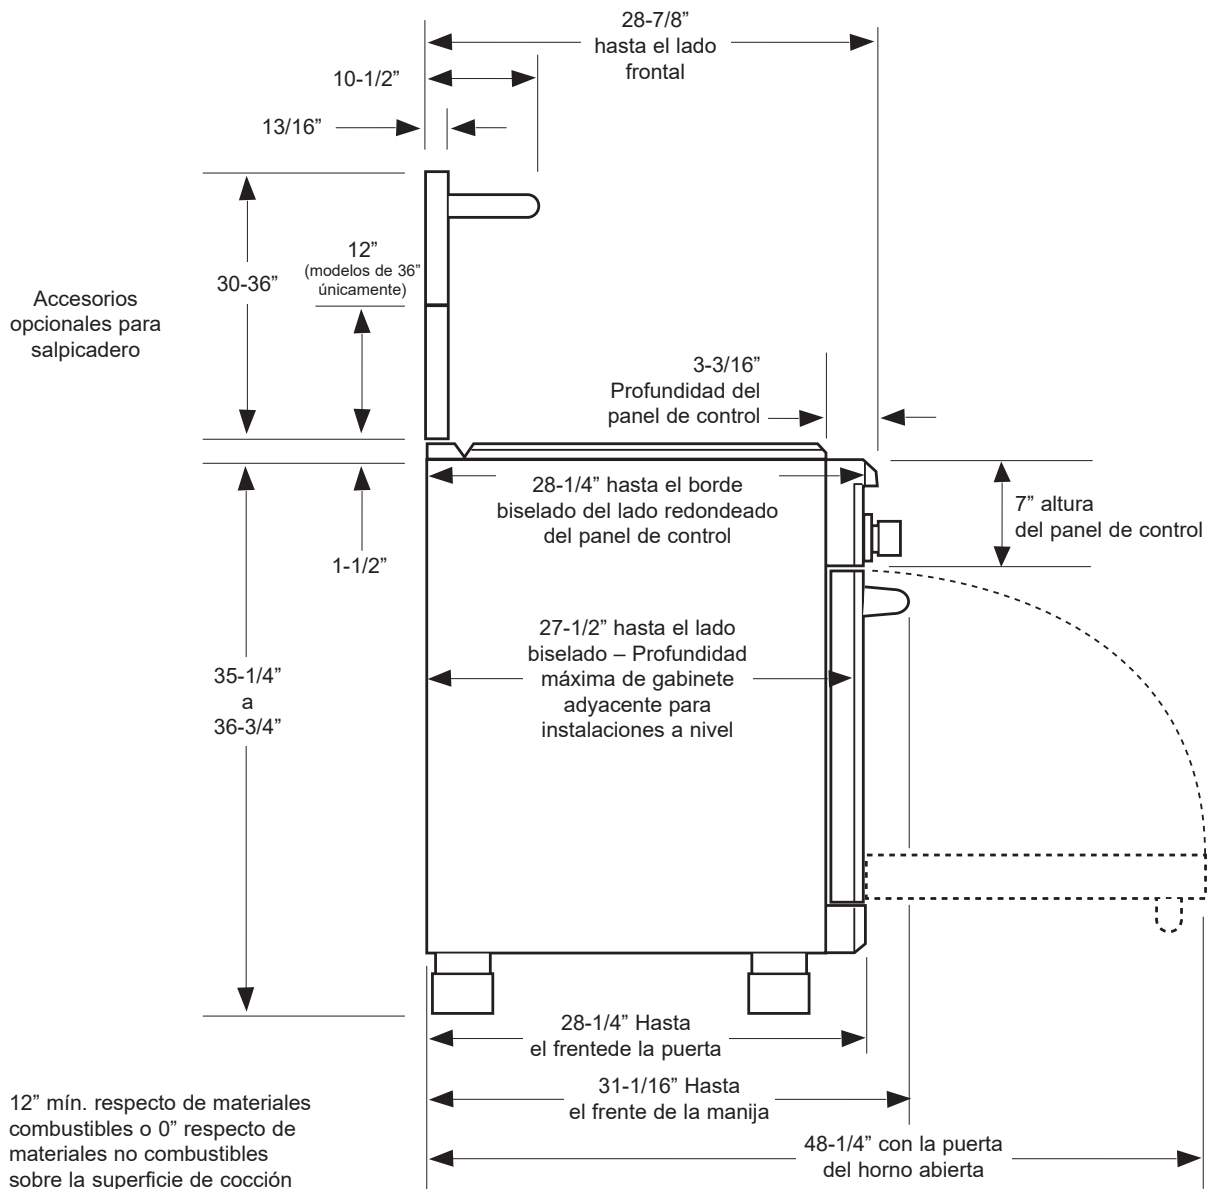 28-7/8”
hasta el lado
frontal
10-1/2”
13/16”
12”
(modelos de 36”
únicamente)
30-36”
Accesorios
opcionales para
salpicadero
3-3/16”
Profundidad del
panel de control
28-1/4” hasta el borde
biselado del lado redondeado
del panel de control
7” altura
del panel de control
1-1/2”
27-1/2” hasta el lado
biselado – Profundidad
máxima de gabinete
adyacente para
instalaciones a nivel
35-1/4”
a
36-3/4”
28-1/4” Hasta
el frentede la puerta
31-1/16” Hasta
el frente de la manija
12” mín. respecto de materiales
combustibles o 0” respecto de
materiales no combustibles
sobre la superficie de cocción
48-1/4” con la puerta
del horno abierta